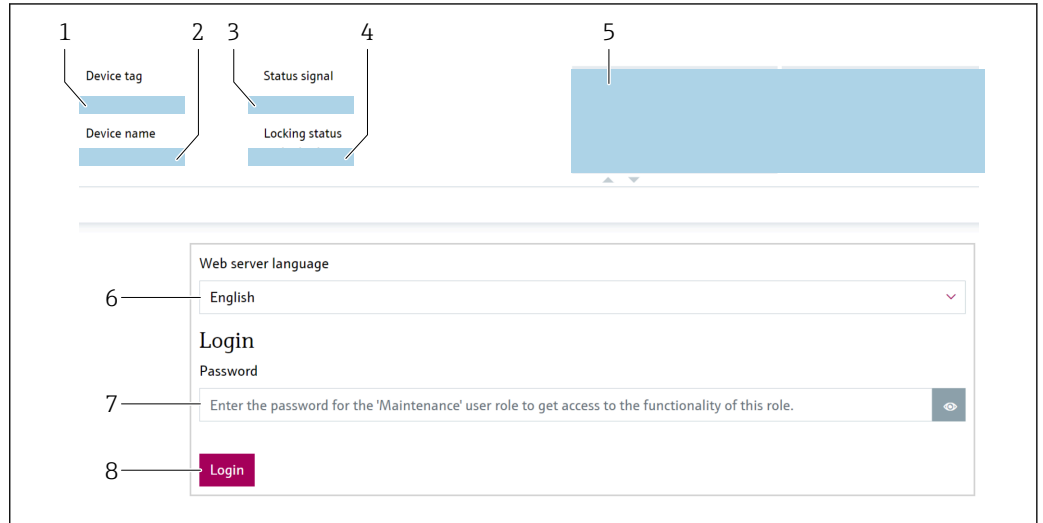 1 2 3 4 5
Device tag Status signal
Device name Locking status
Web server language
6 English
Login
Password
7 Enter the password for the 'Maintenance' user role to get access to the functionality of this role.
8 Login